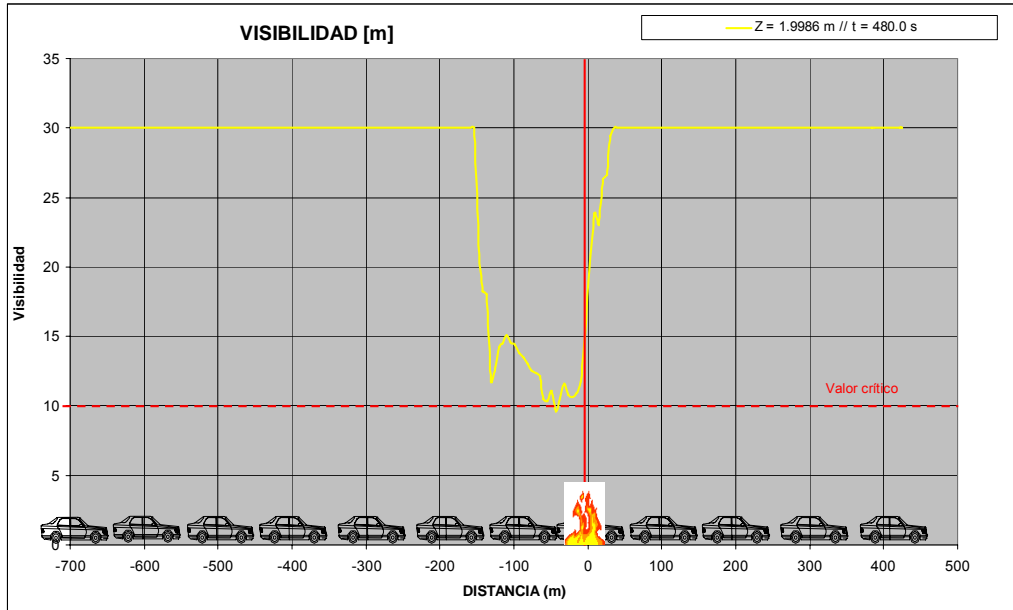 VISIBILIDAD [m]
Z = 1.9986 m // t = 480.0 s
35
30
25
20
15
10
5
0
Visibilidad
Valor crítico
-700 -600 -500 -400 -300 -200 -100 0 100 200 300 400 500
DISTANCIA (m)